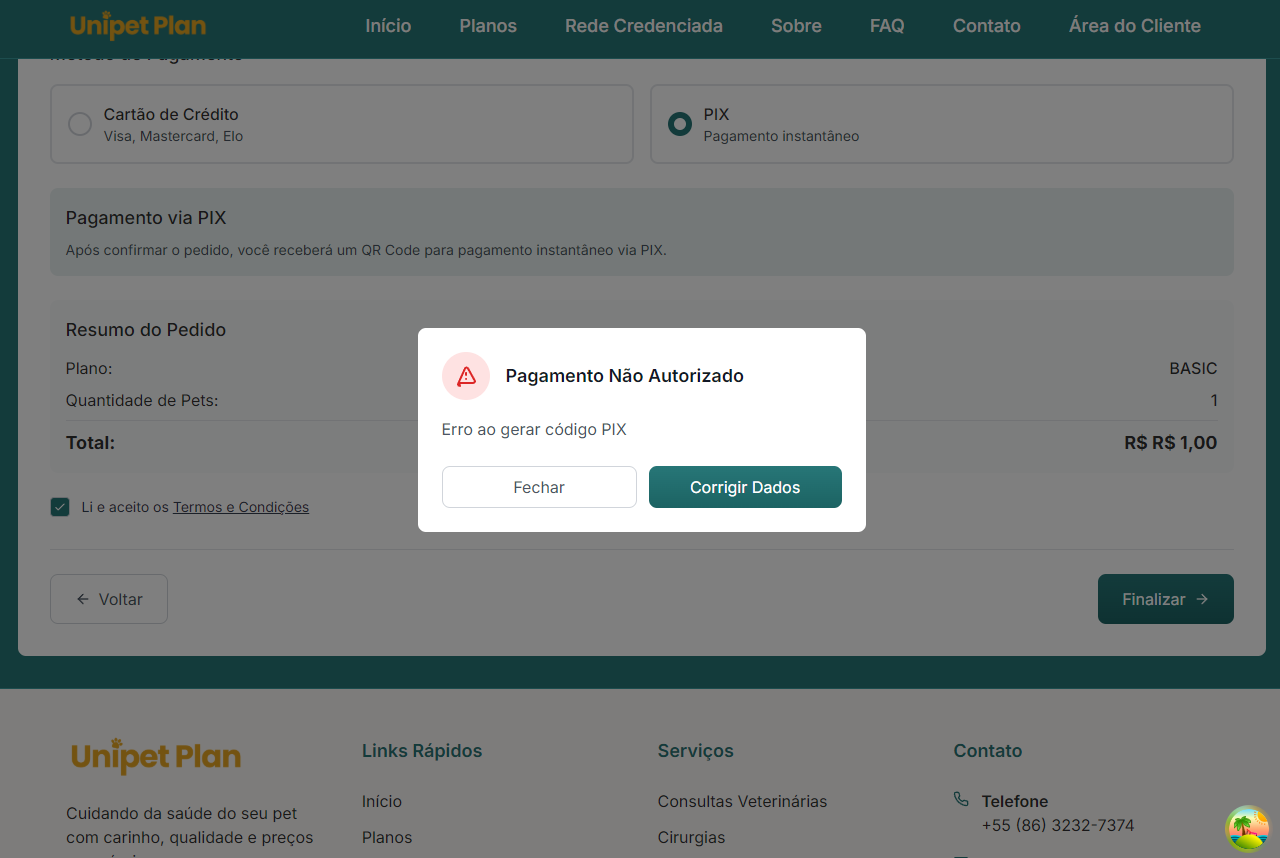 Unipet Plan
Início
Planos
Rede Credenciada
Sobre
FAQ
Contato
Área do Cliente
Cartão de Crédito
Visa, Mastercard, Elo
PIX
Pagamento instantâneo
Pagamento via PIX
Após confirmar o pedido, você receberá um QR Code para pagamento instantâneo via PIX.
Resumo do Pedido
Plano:
BASIC
Quantidade de Pets:
1
Total:
R$ R$ 1,00
Pagamento Não Autorizado
Erro ao gerar código PIX
Fechar
Corrigir Dados
Li e aceito os Termos e Condições
Voltar
Finalizar
Unipet Plan
Cuidando da saúde do seu pet
com carinho, qualidade e preços
Links Rápidos
Início
Planos
Serviços
Consultas Veterinárias
Cirurgias
Contato
Telefone
+55 (86) 3232-7374